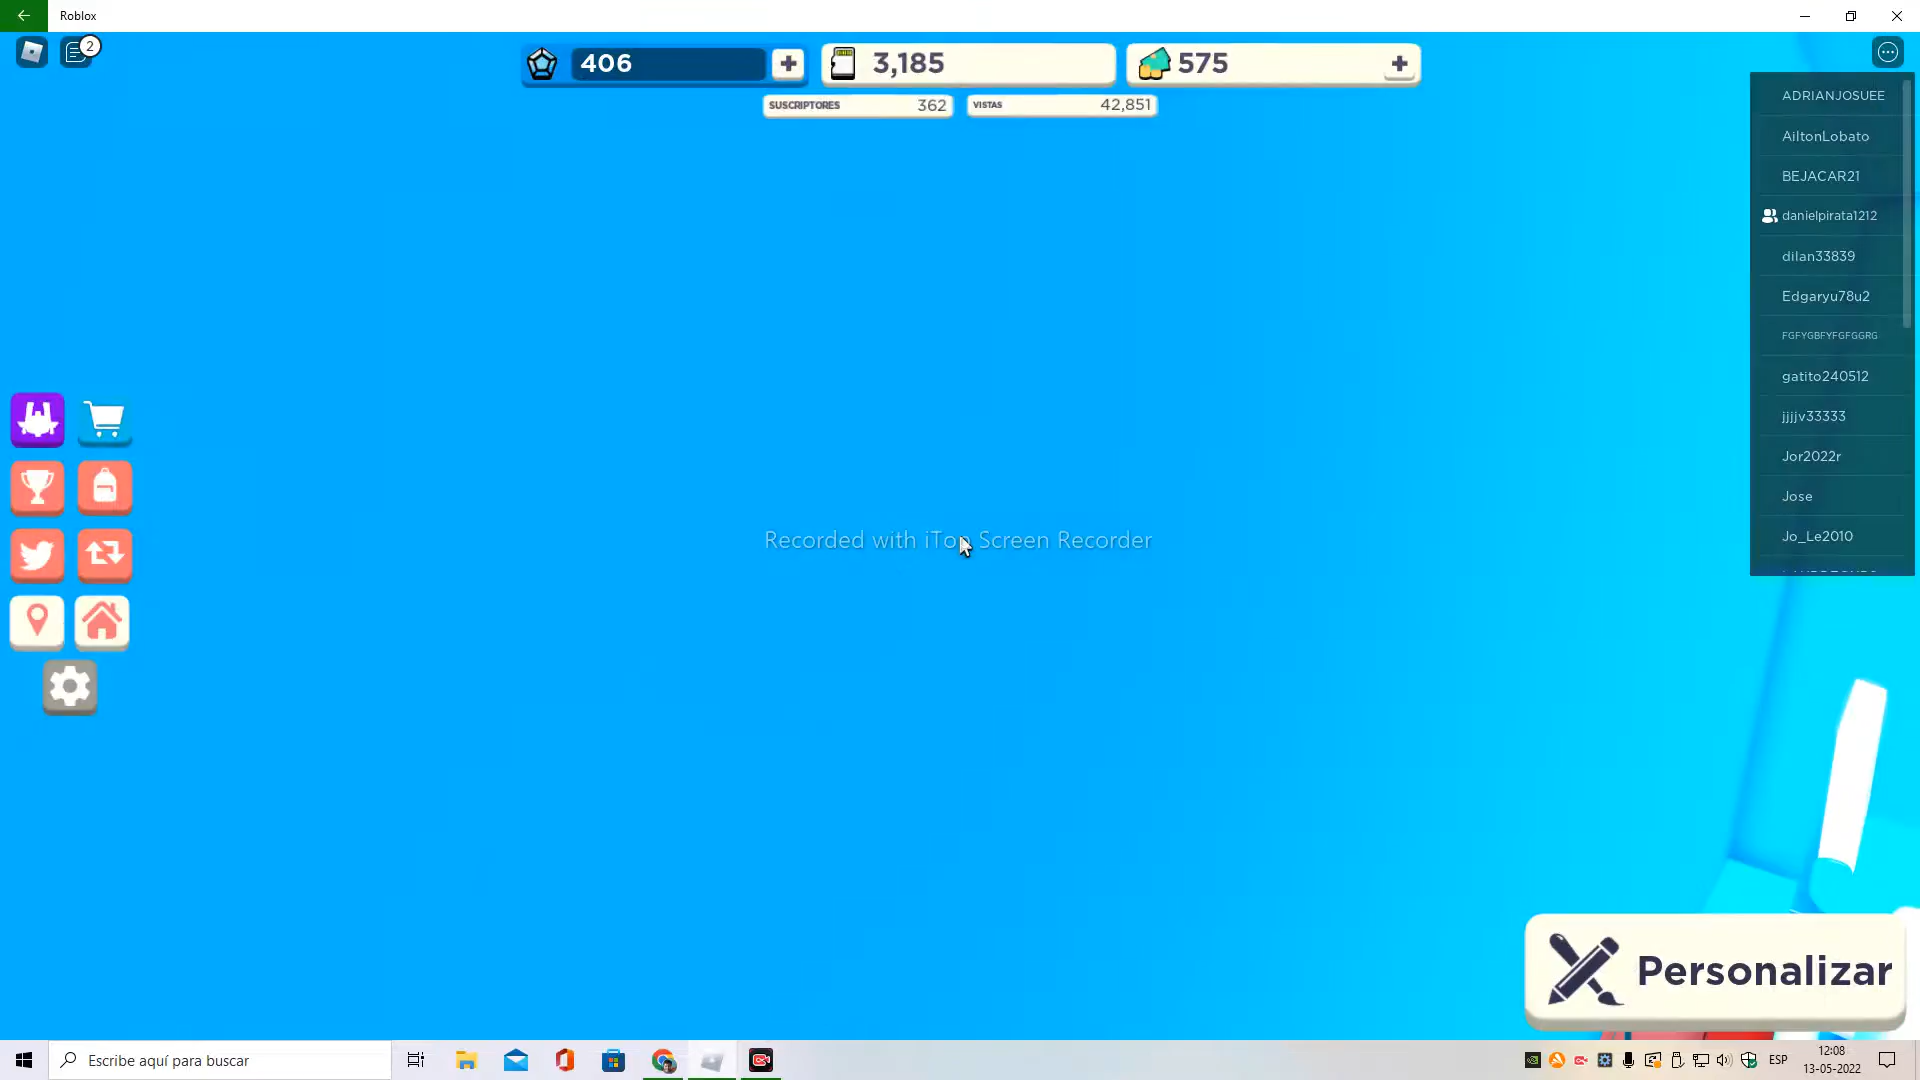 Roblox
2
406
3,185
575
SUSCRIPTORES 362
VISTAS 42,851
ADRIANJOSUEE
AiltonLobato
BEJACAR21
danielpirata1212
dilan33839
Edgaryu78u2
FGFYGBFYFGFGGRG
gatito240512
jjjjv33333
Jor2022r
Jose
Jo_Le2010
Recorded with iTop Screen Recorder
Personalizar
Escribe aquí para buscar
ESP
12:08
13-05-2022